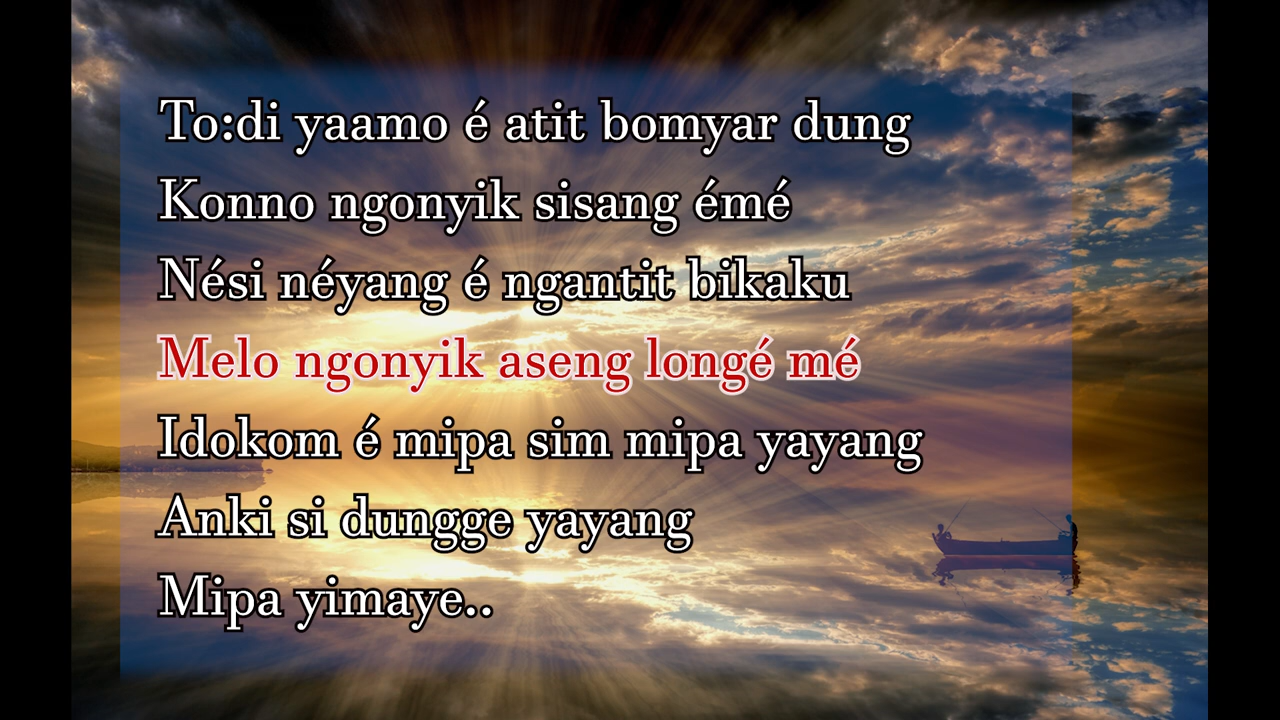 To:di yaamo é atit bomyar dung
Konno ngonyik sisang émé
Nési néyang é ngantit bikaku
Melo ngonyik aseng longé mé
Idokom é mipa sim mipa yayang
Anki si dungge yayang
Mipa yimaye..